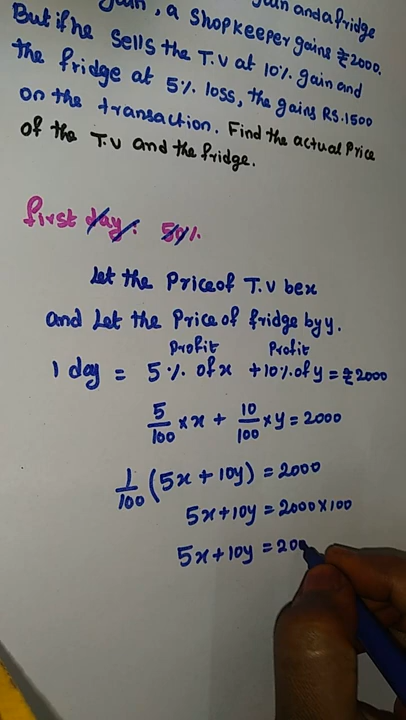 gain, a shopkeeper gains ₹2000.
gain and a fridge
But if he sells the T.V at 10% gain and
the fridge at 5% loss, the gains RS.1500
on the transaction. Find the actual Price
of the T.V and the fridge.
first day: 50%
Let the Price of T.V be x
and Let the Price of fridge by y.
Profit Profit
1 day = 5% of x + 10% of y = ₹2000
5/100 × x + 10/100 × y = 2000
1/100 (5x + 10y) = 2000
5x + 10y = 2000 × 100
5x + 10y = 200